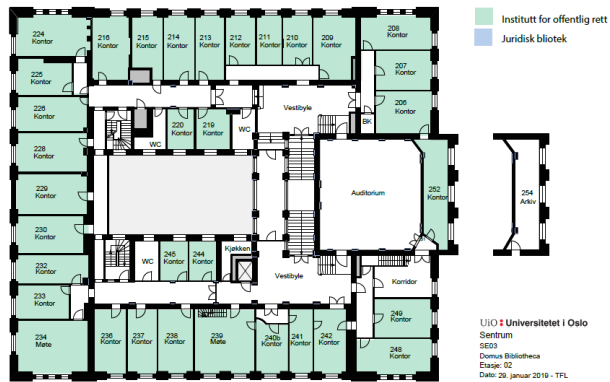 Institutt for offentlig rett
Juridisk bliotek
224
Kontor
216
Kontor
215
Kontor
214
Kontor
213
Kontor
212
Kontor
211
Kontor
210
Kontor
209
Kontor
208
Kontor
225
Kontor
207
Kontor
226
Kontor
206
Kontor
Vestibyle
BK
220
Kontor
219
Kontor
WC
WC
228
Kontor
229
Kontor
Auditorium
252
Kontor
254
Arkiv
230
Kontor
232
Kontor
WC
245
Kontor
244
Kontor
Kjøkken
Vestibyle
Korridor
233
Kontor
249
Kontor
234
Møte
236
Kontor
237
Kontor
238
Kontor
239
Møte
240b
Kontor
241
Kontor
242
Kontor
248
Kontor
UiO Universitetet i Oslo
Sentrum
SE03
Domus Bibliotheca
Etasje: 02
Dato: 29. januar 2019 - TFL